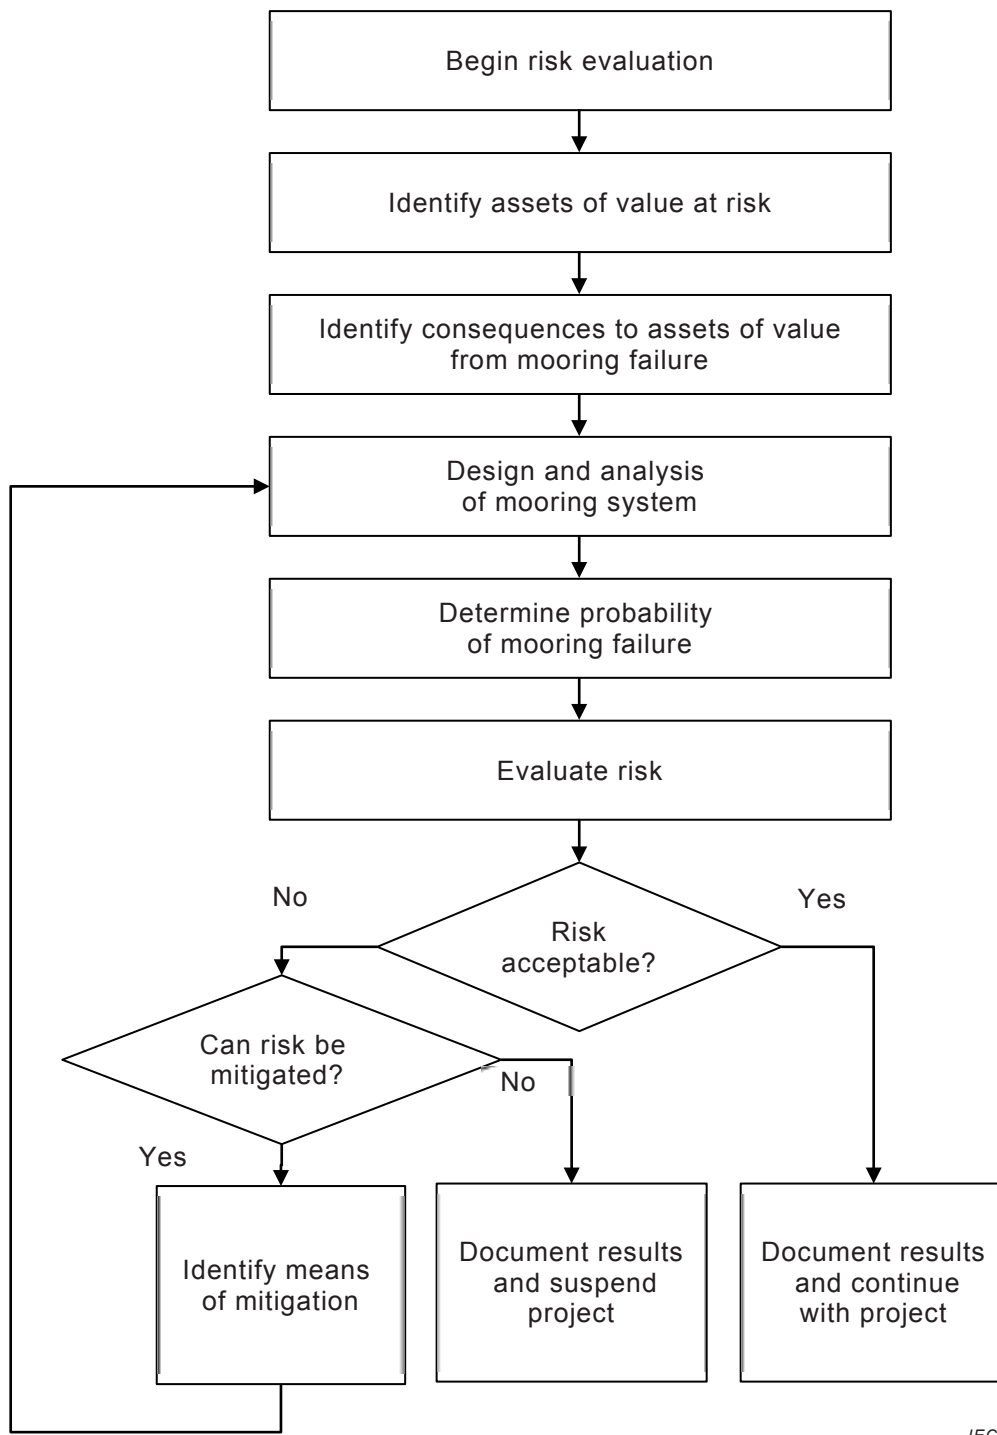 Begin risk evaluation
Identify assets of value at risk
Identify consequences to assets of value
from mooring failure
Design and analysis
of mooring system
Determine probability
of mooring failure
Evaluate risk
No
Yes
Risk
acceptable?
Can risk be
mitigated?
No
Yes
Identify means
of mitigation
Document results
and suspend
project
Document results
and continue
with project
IEC